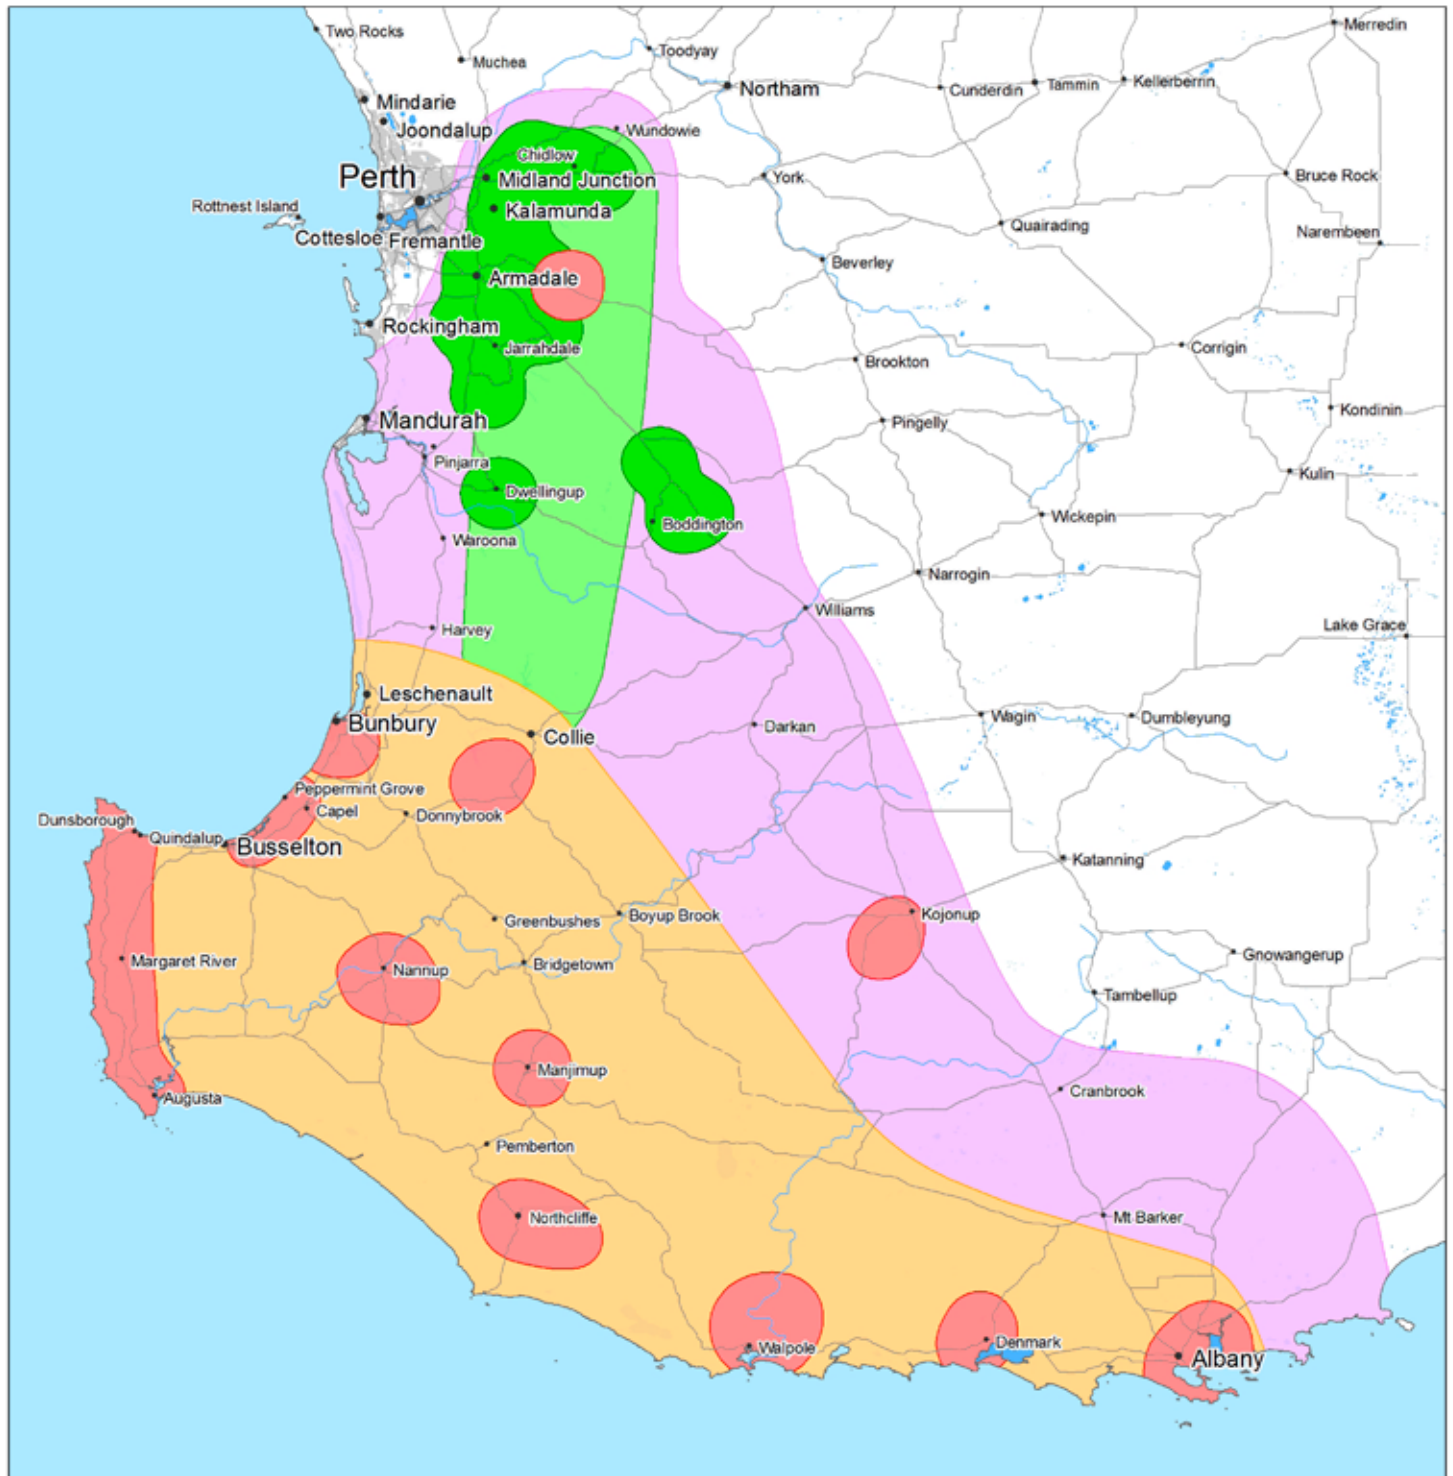 Two Rocks
Merredin
Toodyay
Muchea
Kellerberrin
Tammin
Cunderdin
Northam
Mindarie
Joondalup
Wundowie
Chidlow
Perth
Midland Junction
York
Bruce Rock
Rottnest Island
Kalamunda
Quairading
Narembeen
Cottesloe
Fremantle
Beverley
Armadale
Rockingham
Jarrahdale
Corrigin
Brookton
Kondinin
Mandurah
Pingelly
Pinjarra
Kulin
Dwellingup
Boddington
Wickepin
Waroona
Narrogin
Williams
Lake Grace
Harvey
Leschenault
Bunbury
Wagin
Dumbleyung
Darkan
Collie
Peppermint Grove
Capel
Donnybrook
Dunsborough
Quindalup
Busselton
Katanning
Greenbushes
Boyup Brook
Kojonup
Margaret River
Nannup
Bridgetown
Gnowangerup
Tambellup
Manjimup
Cranbrook
Augusta
Pemberton
Northcliffe
Mt Barker
Walpole
Denmark
Albany